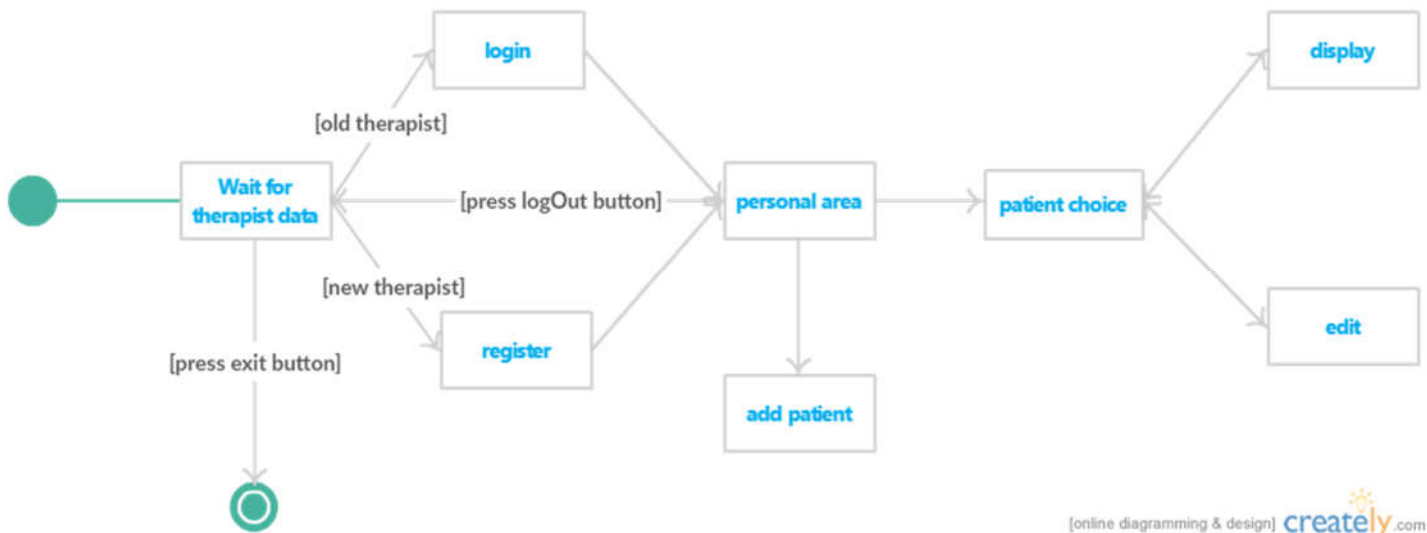 login
display
[old therapist]
Wait for
therapist data
[press logOut button]
personal area
patient choice
[new therapist]
register
edit
[press exit button]
add patient
[online diagramming & design] creately.com